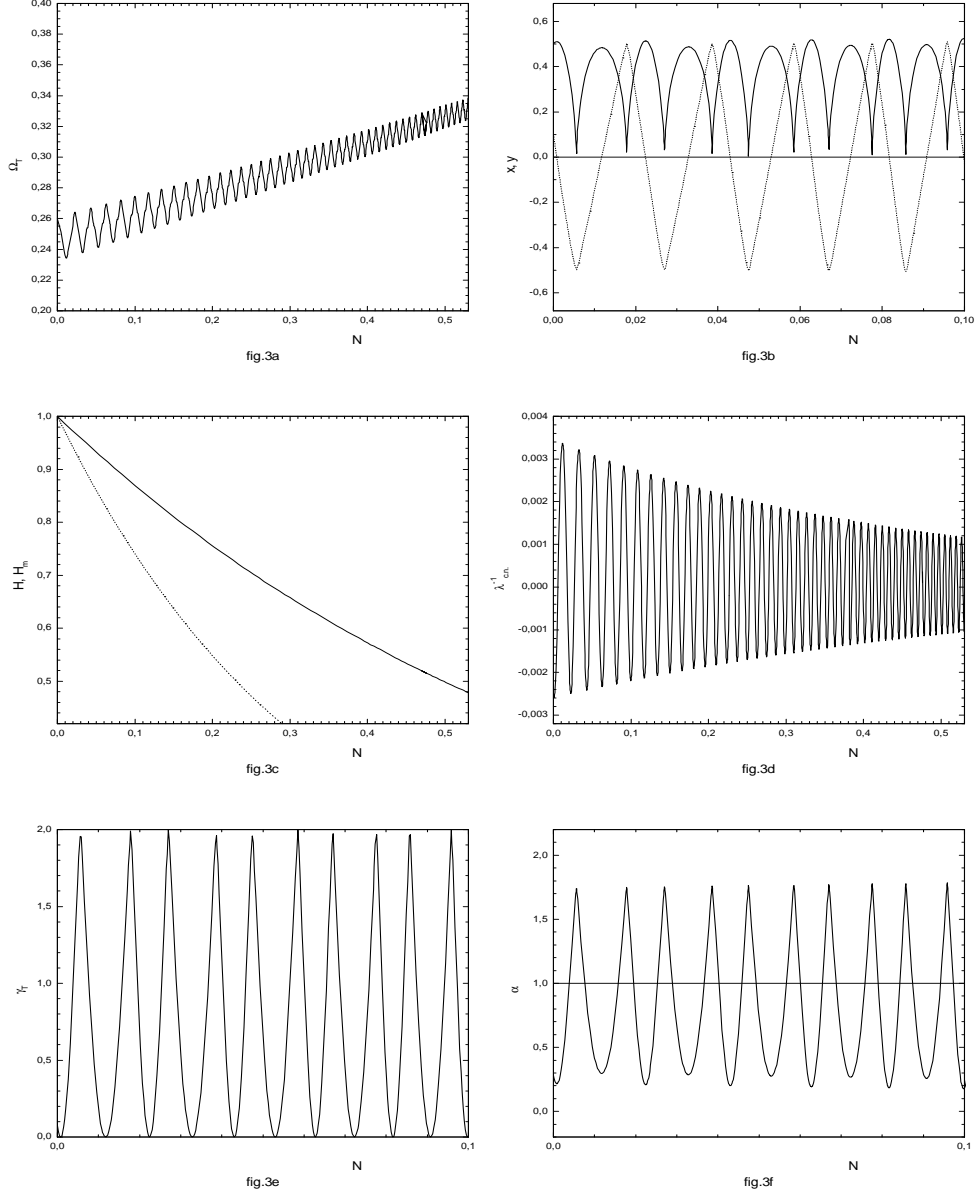 0,40
0,38
0,36
0,34
0,32
0,30
0,28
0,26
0,24
0,22
0,20
Ω_T
0,0 0,1 0,2 0,3 0,4 0,5
N
fig.3a
0,6
0,4
0,2
0,0
-0,2
-0,4
-0,6
x, y
0,00 0,02 0,04 0,06 0,08 0,10
N
fig.3b
1,0
0,9
0,8
0,7
0,6
0,5
H, H_m
0,0 0,1 0,2 0,3 0,4 0,5
N
fig.3c
0,004
0,003
0,002
0,001
0,000
-0,001
-0,002
-0,003
λ^-1_c.n.
0,0 0,1 0,2 0,3 0,4 0,5
N
fig.3d
2,0
1,5
1,0
0,5
0,0
γ_T
0,0 0,1
N
fig.3e
2,0
1,5
1,0
0,5
0,0
α
0,0 0,1
N
fig.3f